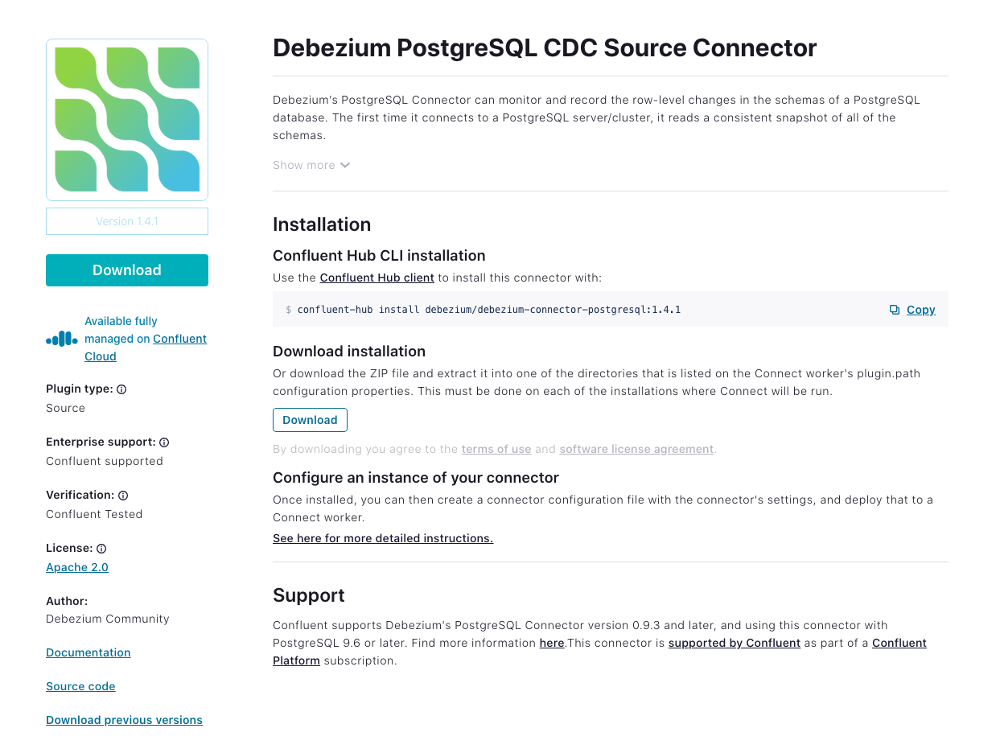 Version 1.4.1
Download
Available fully
managed on Confluent
Cloud
Plugin type:
Source
Enterprise support:
Confluent supported
Verification:
Confluent Tested
License:
Apache 2.0
Author:
Debezium Community
Documentation
Source code
Download previous versions
Debezium PostgreSQL CDC Source Connector
Debezium's PostgreSQL Connector can monitor and record the row-level changes in the schemas of a PostgreSQL
database. The first time it connects to a PostgreSQL server/cluster, it reads a consistent snapshot of all of the
schemas.
Show more
Installation
Confluent Hub CLI installation
Use the Confluent Hub client to install this connector with:
$ confluent-hub install debezium/debezium-connector-postgresql:1.4.1
Copy
Download installation
Or download the ZIP file and extract it into one of the directories that is listed on the Connect worker's plugin.path
configuration properties. This must be done on each of the installations where Connect will be run.
Download
By downloading you agree to the terms of use and software license agreement.
Configure an instance of your connector
Once installed, you can then create a connector configuration file with the connector's settings, and deploy that to a
Connect worker.
See here for more detailed instructions.
Support
Confluent supports Debezium's PostgreSQL Connector version 0.9.3 and later, and using this connector with
PostgreSQL 9.6 or later. Find more information here.This connector is supported by Confluent as part of a Confluent
Platform subscription.